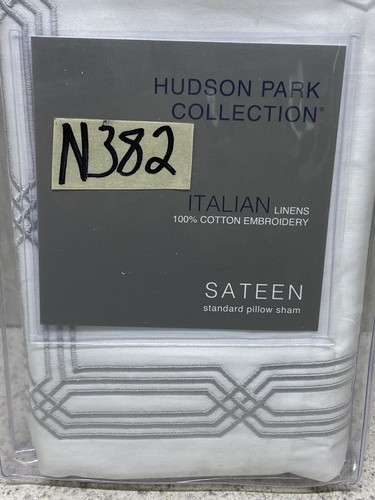 HUDSON PARK
COLLECTION®
N382
ITALIAN LINENS
100% COTTON EMBROIDERY
SATEEN
standard pillow sham